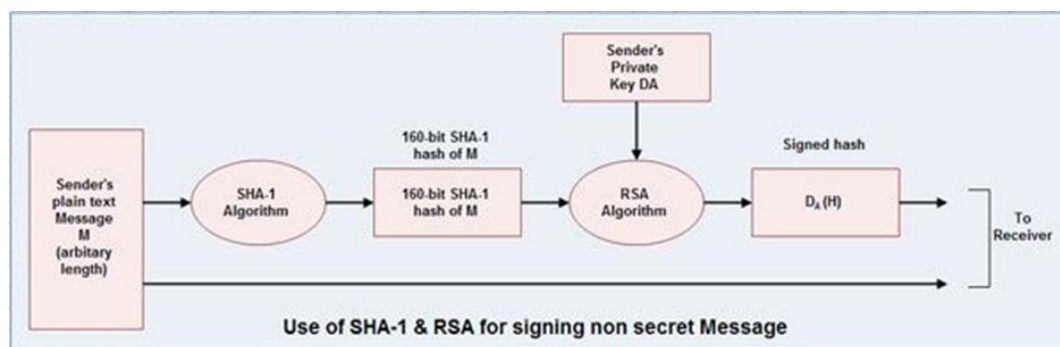 Sender's
Private
Key DA
160-bit SHA-1
hash of M
Signed hash
Sender's
plain text
Message
M
(arbitary
length)
SHA-1
Algorithm
160-bit SHA-1
hash of M
RSA
Algorithm
DA (H)
To
Receiver
Use of SHA-1 & RSA for signing non secret Message